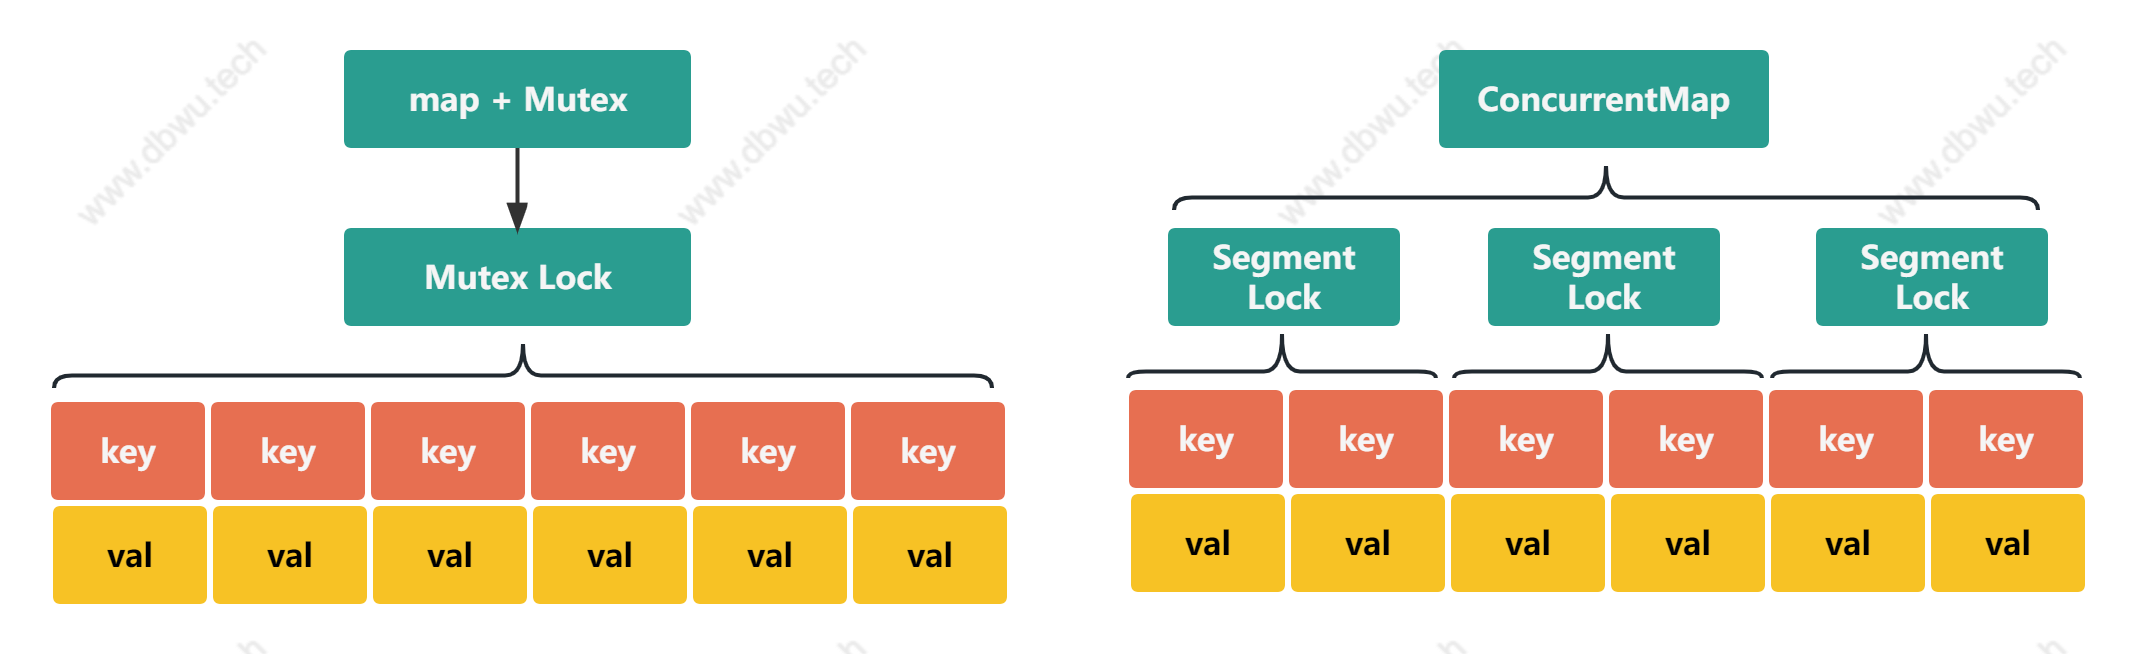 www.dbwu.tech
www.dbwu.tech
www.dbwu.tech
www.dbwu.tech
map + Mutex
Mutex Lock
key key key key key key
val val val val val val
ConcurrentMap
Segment
Lock
Segment
Lock
Segment
Lock
key key key key key key
val val val val val val